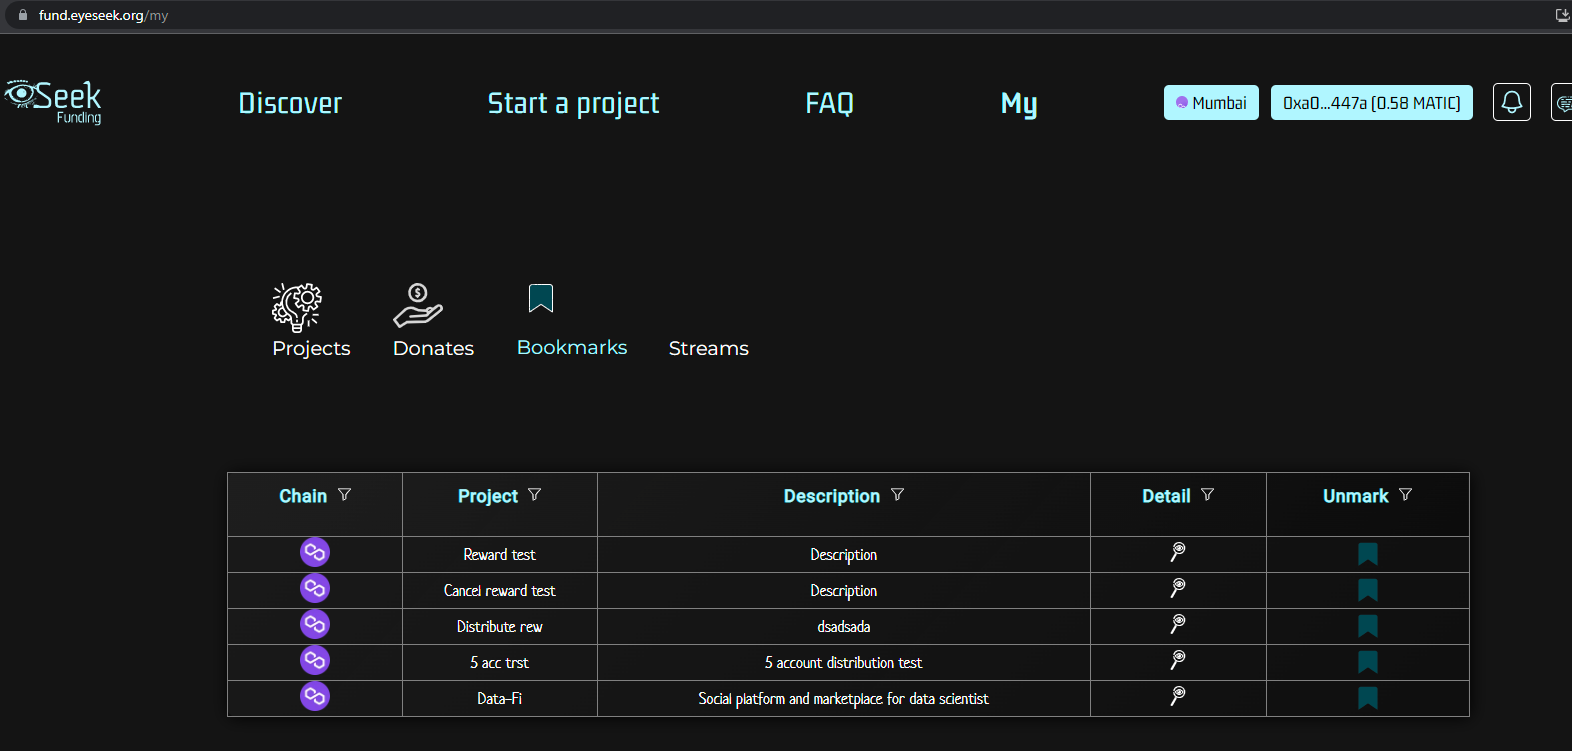 fund.eyeseek.org/my
Seek
Funding
Discover
Start a project
FAQ
My
Mumbai
0xa0...447a (0.58 MATIC)
Projects
Donates
Bookmarks
Streams
Chain Project Description Detail Unmark
Reward test Description
Cancel reward test Description
Distribute rew dsadsada
5 acc trst 5 account distribution test
Data-Fi Social platform and marketplace for data scientist